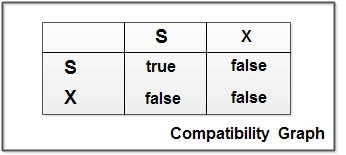 S X
S true false
X false false
Compatibility Graph